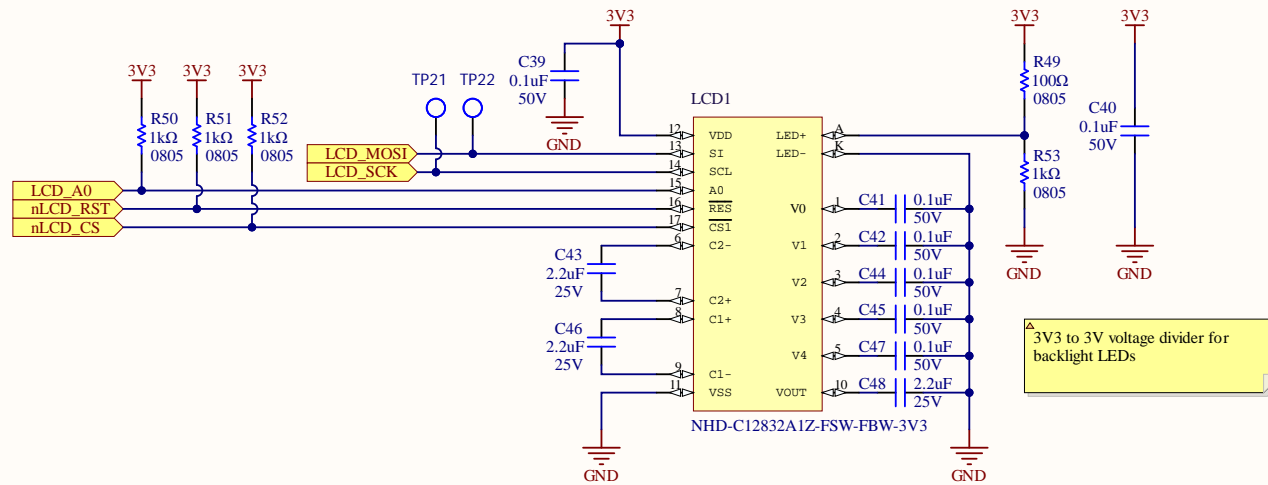 3V3
3V3
3V3
3V3
3V3
3V3
R50
1kΩ
0805
R51
1kΩ
0805
R52
1kΩ
0805
TP21
TP22
C39
0.1uF
50V
GND
R49
100Ω
0805
R53
1kΩ
0805
GND
C40
0.1uF
50V
GND
LCD_MOSI
LCD_SCK
LCD_A0
nLCD_RST
nLCD_CS
LCD1
12 VDD
13 SI
14 SCL
15 A0
16 RES
17 CS1
6 C2-
7 C2+
8 C1+
9 C1-
11 VSS
LED+ A
LED- K
V0 1
V1 2
V2 3
V3 4
V4 5
VOUT 10
C43
2.2uF
25V
C46
2.2uF
25V
C41 0.1uF
50V
C42 0.1uF
50V
C44 0.1uF
50V
C45 0.1uF
50V
C47 0.1uF
50V
C48 2.2uF
25V
NHD-C12832A1Z-FSW-FBW-3V3
GND
GND
3V3 to 3V voltage divider for
backlight LEDs